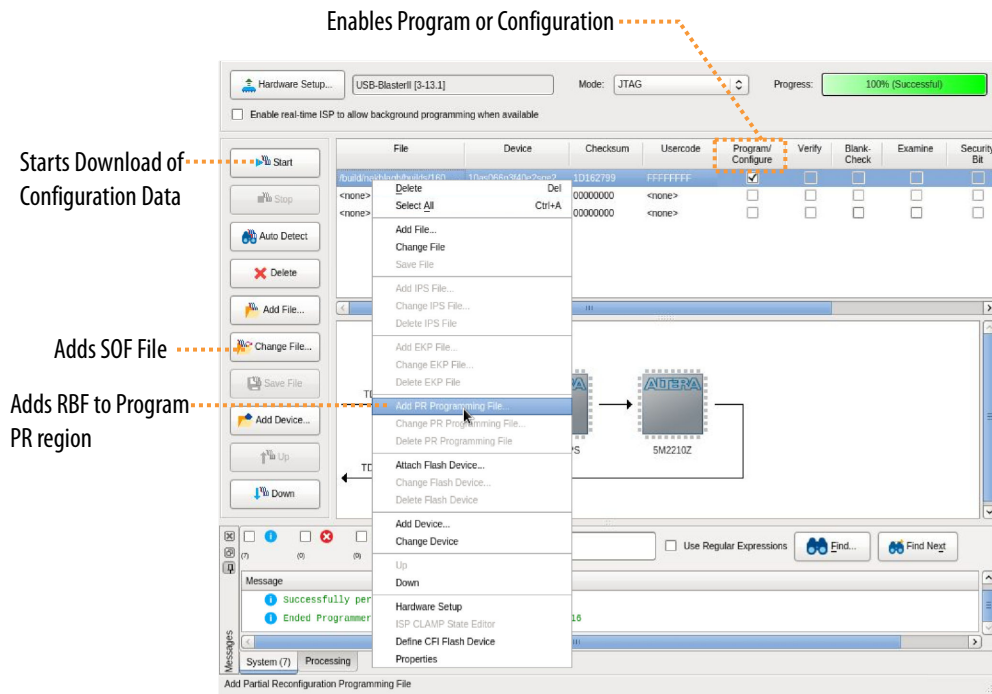 Enables Program or Configuration
Hardware Setup...
USB-BlasterII [3-13.1]
Mode:
JTAG
Progress:
100% (Successful)
Enable real-time ISP to allow background programming when available
Starts Download of
Configuration Data
Start
Stop
Auto Detect
Delete
Add File...
Adds SOF File
Change File...
Save File
Adds RBF to Program
PR region
Add Device...
Up
Down
File
Device
Checksum
Usercode
Program/
Configure
Verify
Blank-
Check
Examine
Security
Bit
1D162799
FFFFFFFF
<none>
00000000
<none>
<none>
00000000
<none>
Delete
Del
Select All
Ctrl+A
Add File...
Change File
Save File
Add IPS File...
Change IPS File...
Delete IPS File
Add EKP File...
Change EKP File...
Delete EKP File
Add PR Programming File...
Change PR Programming File...
Delete PR Programming File
Attach Flash Device...
Change Flash Device...
Delete Flash Device
Add Device...
Change Device
Up
Down
Hardware Setup
ISP CLAMP State Editor
Define CFI Flash Device
Properties
ALTERA
5M2210Z
(7)
(0)
(9)
Use Regular Expressions
Find...
Find Next
Message
Successfully per
Ended Programmer
16
Messages
System (7)
Processing
Add Partial Reconfiguration Programming File